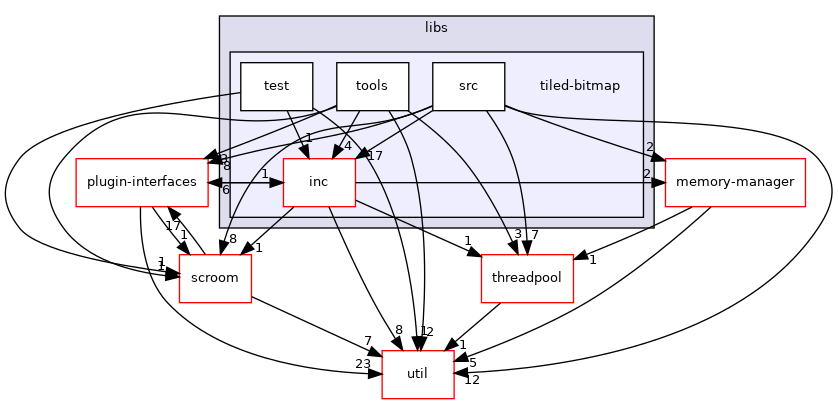 libs
test
tools
src
tiled-bitmap
1
4
17
3
8
2
plugin-interfaces
1
6
inc
2
memory-manager
17
1
8
1
1
3
7
1
1
1
scroom
threadpool
7
8
1
2
1
5
23
12
util